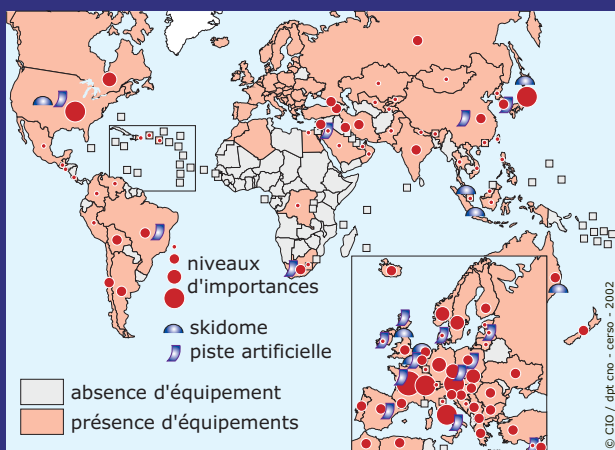 niveaux
d'importances
skidome
piste artificielle
absence d'équipement
présence d'équipements
© CIO / dpt cno - cerso - 2002